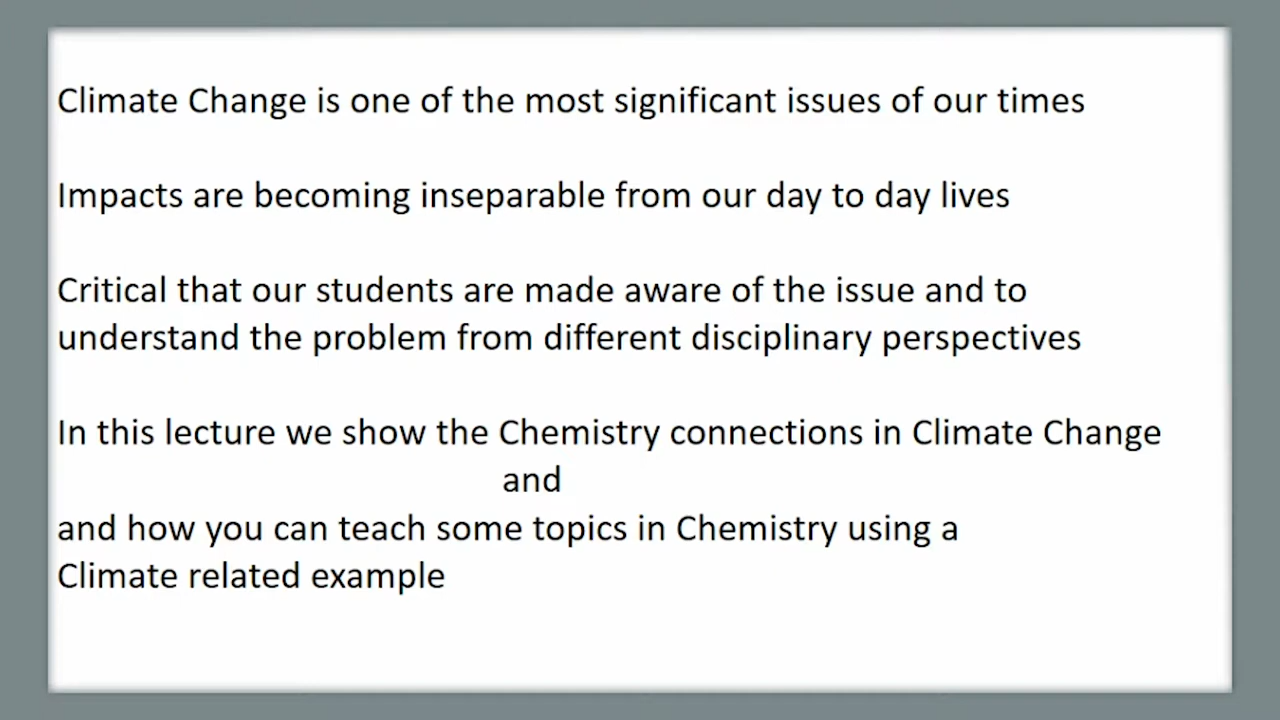 Climate Change is one of the most significant issues of our times
Impacts are becoming inseparable from our day to day lives
Critical that our students are made aware of the issue and to
understand the problem from different disciplinary perspectives
In this lecture we show the Chemistry connections in Climate Change
and
and how you can teach some topics in Chemistry using a
Climate related example